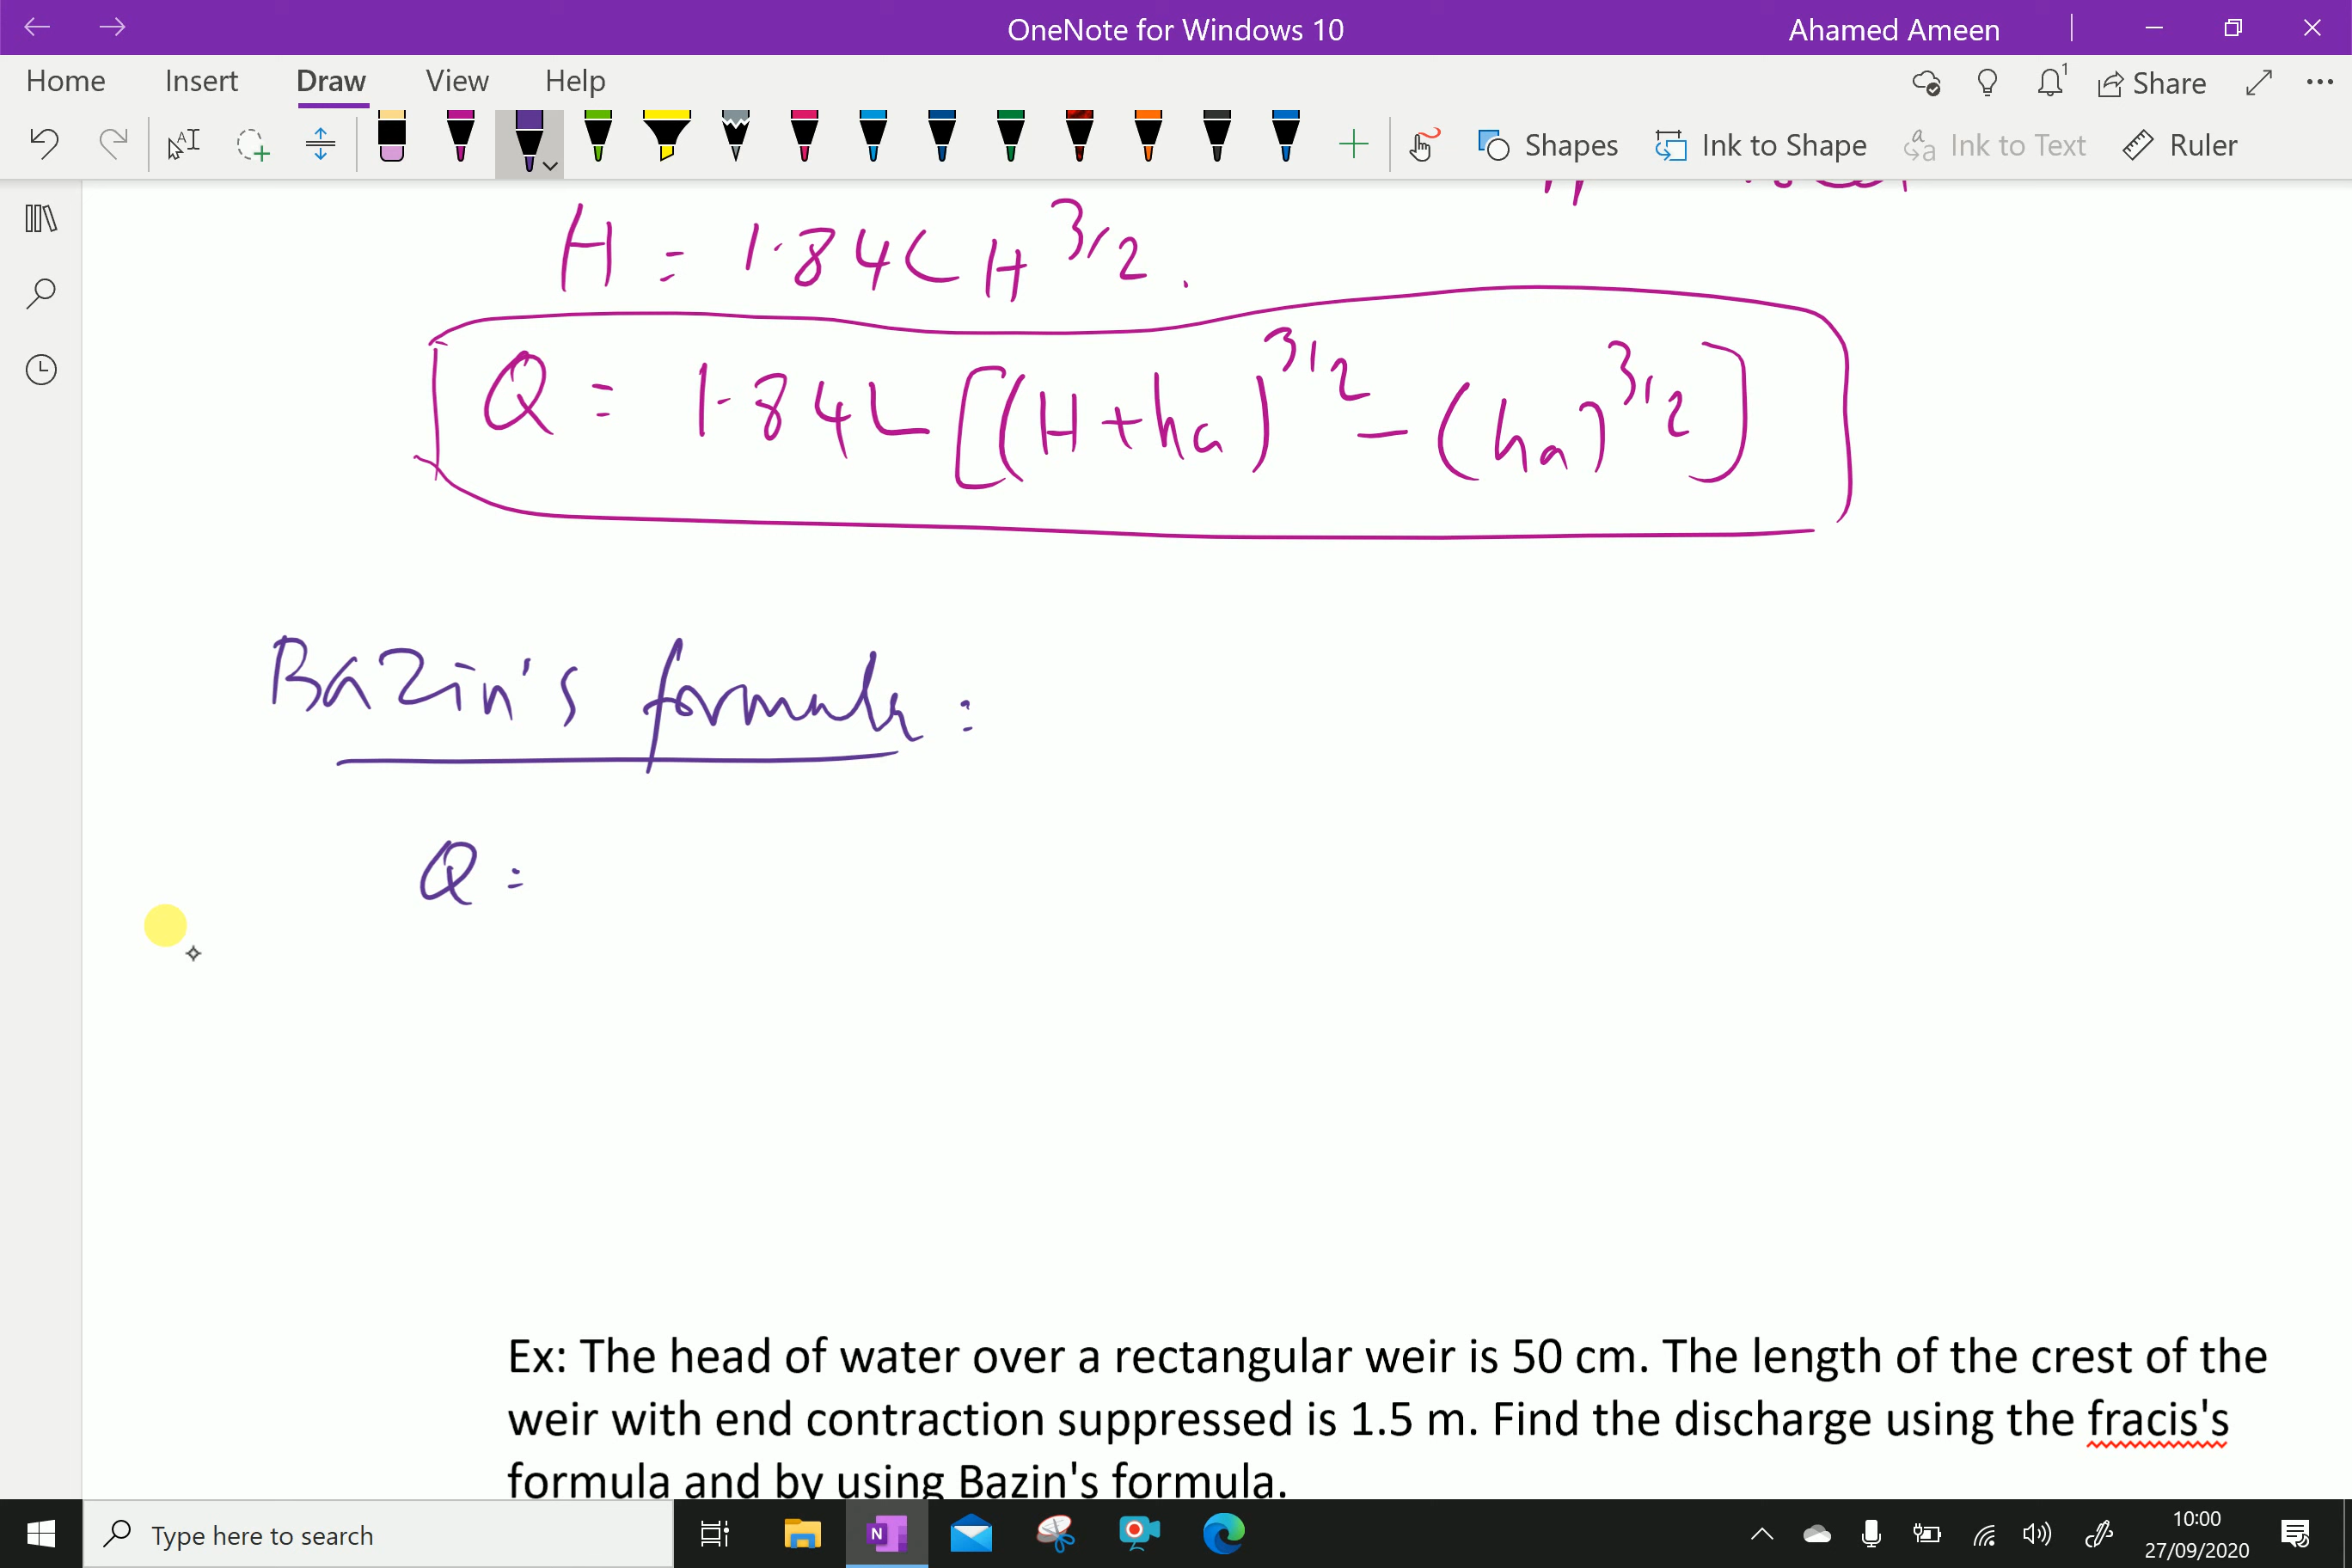 OneNote for Windows 10 Ahamed Ameen
Home Insert Draw View Help 1 Share
Shapes Ink to Shape Ink to Text Ruler
H = 1.84 L H 3/2 .
Q = 1.84 L [(H+ha)3/2 - (ha)3/2]
Bazin's formula :
Q =
Ex: The head of water over a rectangular weir is 50 cm. The length of the crest of the
weir with end contraction suppressed is 1.5 m. Find the discharge using the fracis's
formula and by using Bazin's formula.
Type here to search
10:00
27/09/2020